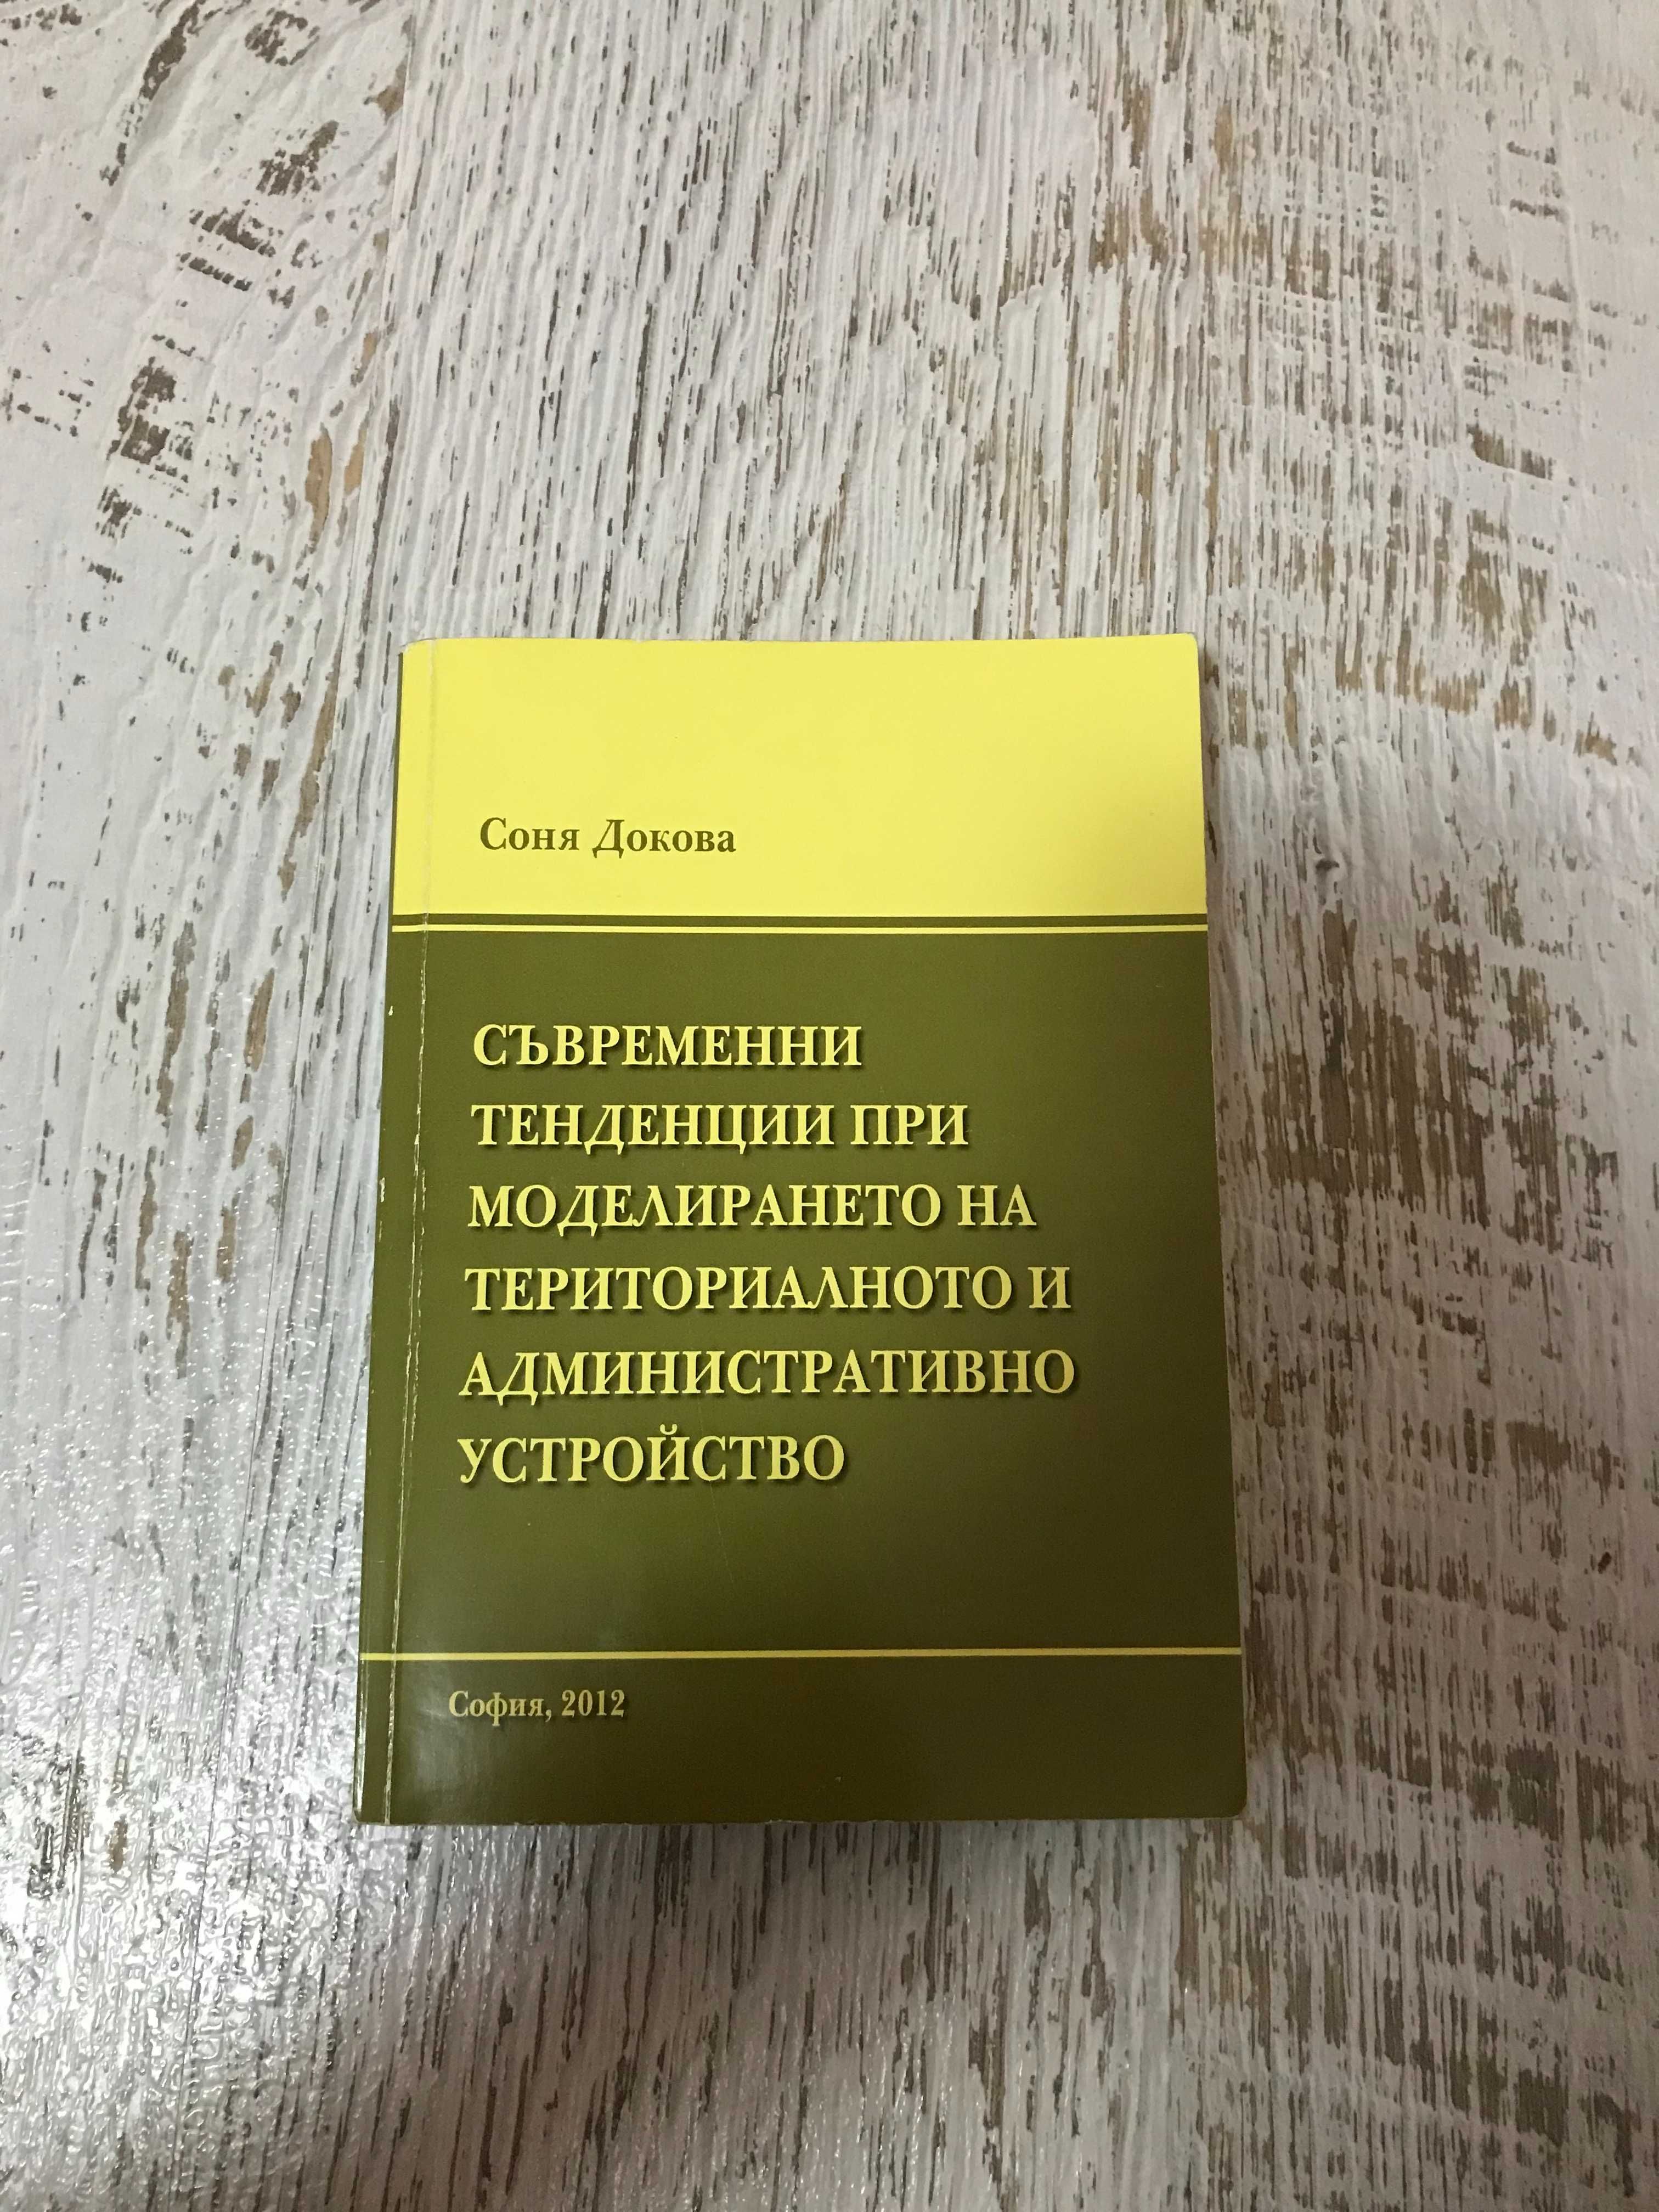 Соня Докова
СЪВРЕМЕННИ
ТЕНДЕНЦИИ ПРИ
МОДЕЛИРАНЕТО НА
ТЕРИТОРИАЛНОТО И
АДМИНИСТРАТИВНО
УСТРОЙСТВО
София, 2012